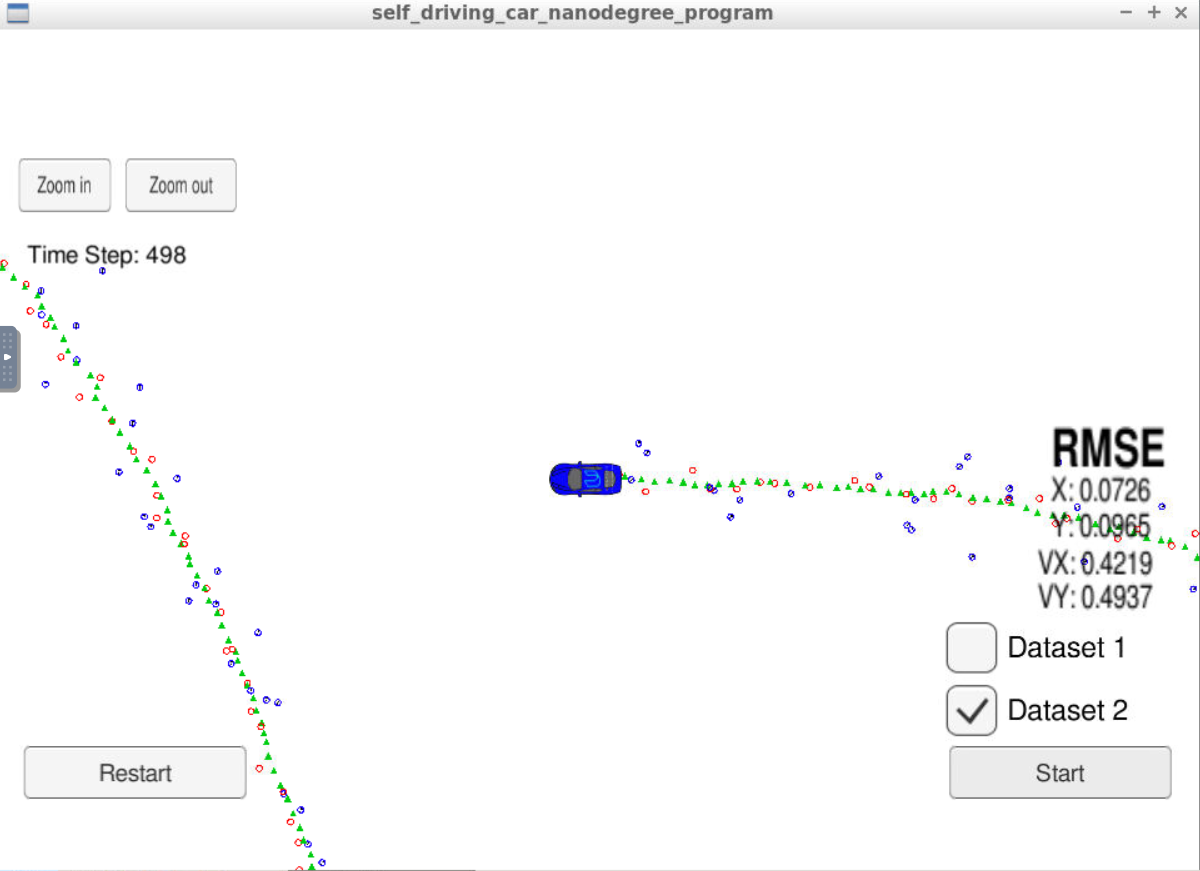 self_driving_car_nanodegree_program
Zoom in
Zoom out
Time Step: 498
RMSE
X: 0.0726
Y: 0.0965
VX: 0.4219
VY: 0.4937
Dataset 1
Dataset 2
Restart
Start